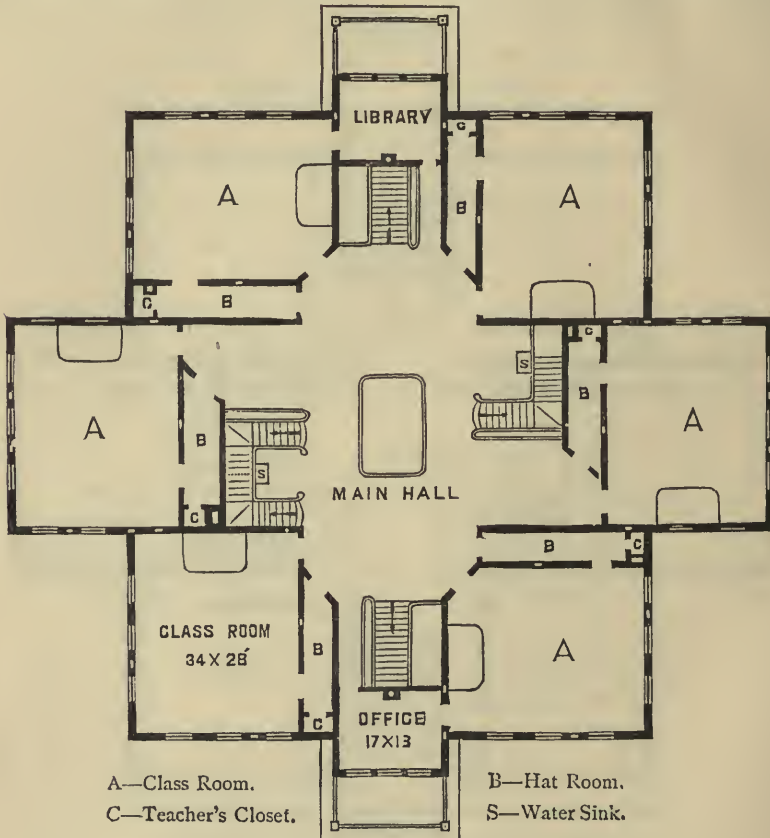 LIBRARY
C
A
A
B
C
B
S
C
B
A
B
A
S
MAIN HALL
C
B
C
CLASS ROOM
34 X 28
B
A
C
OFFICE
17X13
A—Class Room.
B—Hat Room.
C—Teacher's Closet.
S—Water Sink.